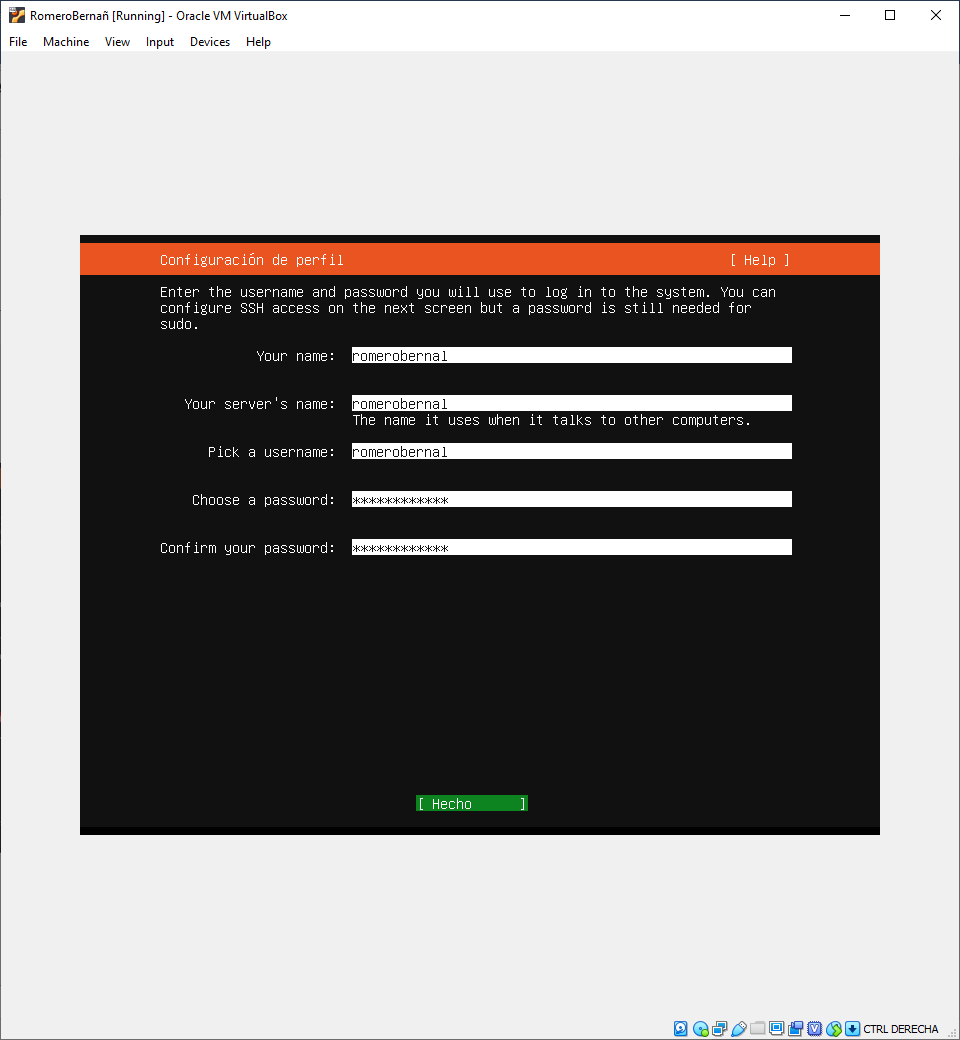 RomeroBernañ [Running] - Oracle VM VirtualBox
File Machine View Input Devices Help
Configuración de perfil [ Help ]
Enter the username and password you will use to log in to the system. You can
configure SSH access on the next screen but a password is still needed for
sudo.
Your name: romerobernal
Your server's name: romerobernal
The name it uses when it talks to other computers.
Pick a username: romerobernal
Choose a password: ************
Confirm your password: ************
[ Hecho ]
CTRL DERECHA